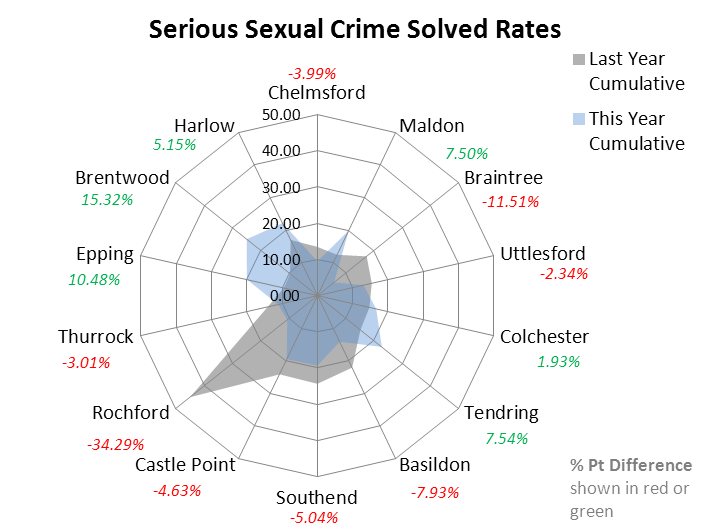 Serious Sexual Crime Solved Rates
Last Year
Cumulative
This Year
Cumulative
-3.99%
Chelmsford
50.00
40.00
30.00
20.00
10.00
0.00
Maldon
7.50%
Braintree
-11.51%
Uttlesford
-2.34%
Colchester
1.93%
Tendring
7.54%
Basildon
-7.93%
Southend
-5.04%
Castle Point
-4.63%
Rochford
-34.29%
Thurrock
-3.01%
Epping
10.48%
Brentwood
15.32%
Harlow
5.15%
% Pt Difference
shown in red or
green